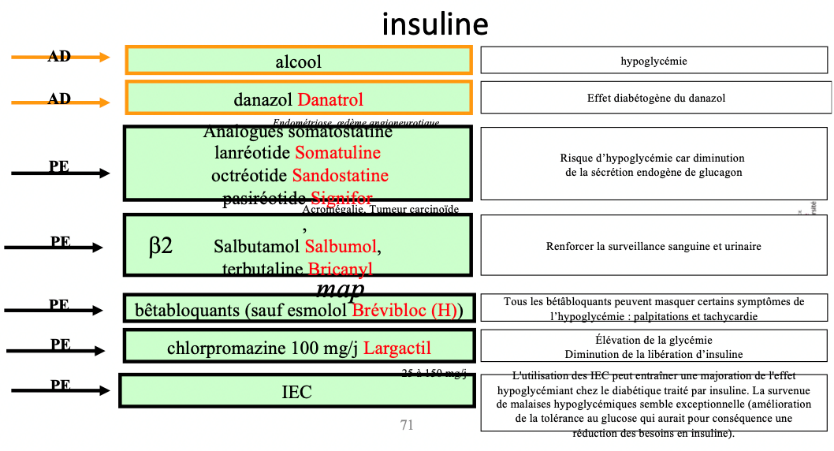 insuline
AD
alcool
hypoglycémie
AD
danazol Danatrol
Effet diabétogène du danazol
Endométriose, œdème angioneurotique
PE
Analogues somatostatine
lanréotide Somatuline
octréotide Sandostatine
pasiréotide Signifor
Risque d’hypoglycémie car diminution
de la sécrétion endogène de glucagon
Acromégalie, Tumeur carcinoïde
,
PE
β2
Salbutamol Salbumol,
terbutaline Bricanyl
Renforcer la surveillance sanguine et urinaire
map
PE
bêtabloquants (sauf esmolol Brévibloc (H))
Tous les bétâbloquants peuvent masquer certains symptômes de
l’hypoglycémie : palpitations et tachycardie
PE
chlorpromazine 100 mg/j Largactil
Élévation de la glycémie
Diminution de la libération d’insuline
25 à 150 mg/j
PE
IEC
L'utilisation des IEC peut entraîner une majoration de l'effet
hypoglycémiant chez le diabétique traité par insuline. La survenue
de malaises hypoglycémiques semble exceptionnelle (amélioration
de la tolérance au glucose qui aurait pour conséquence une
réduction des besoins en insuline).
71